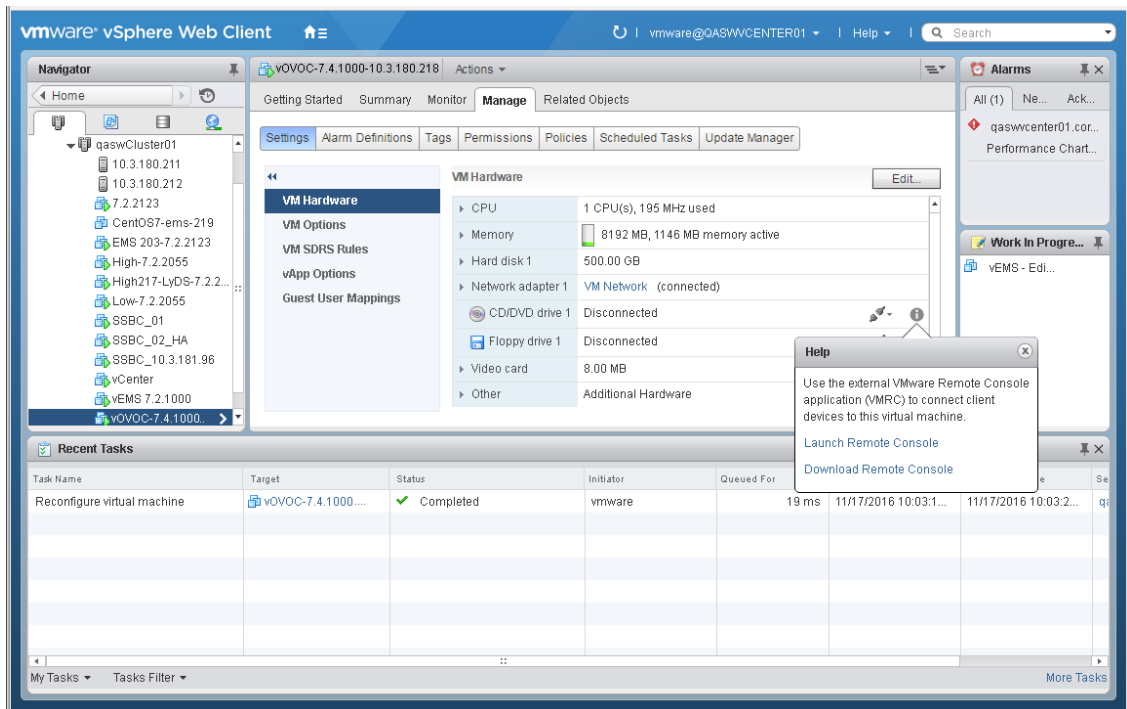 vmware® vSphere Web Client
vmware@QASWVCENTER01
Help
Search
Navigator
Home
qaswCluster01
10.3.180.211
10.3.180.212
7.2.2123
CentOS7-ems-219
EMS 203-7.2.2123
High-7.2.2055
High217-LyDS-7.2.2...
Low-7.2.2055
SSBC_01
SSBC_02_HA
SSBC_10.3.181.96
vCenter
vEMS 7.2.1000
vOVOC-7.4.1000..
vOVOC-7.4.1000-10.3.180.218 Actions
Getting Started Summary Monitor Manage Related Objects
Settings Alarm Definitions Tags Permissions Policies Scheduled Tasks Update Manager
VM Hardware
VM Options
VM SDRS Rules
vApp Options
Guest User Mappings
VM Hardware
Edit...
CPU 1 CPU(s), 195 MHz used
Memory 8192 MB, 1146 MB memory active
Hard disk 1 500.00 GB
Network adapter 1 VM Network (connected)
CD/DVD drive 1 Disconnected
Floppy drive 1 Disconnected
Video card 8.00 MB
Other Additional Hardware
Alarms
All (1) Ne... Ack...
qaswvcenter01.cor...
Performance Chart...
Work In Progre...
vEMS - Edi...
Help
Use the external VMware Remote Console
application (VMRC) to connect client
devices to this virtual machine.
Launch Remote Console
Download Remote Console
Recent Tasks
Task Name Target Status Initiator Queued For
Reconfigure virtual machine vOVOC-7.4.1000.... Completed vmware 19 ms 11/17/2016 10:03:1... 11/17/2016 10:03:2...
My Tasks Tasks Filter
More Tasks